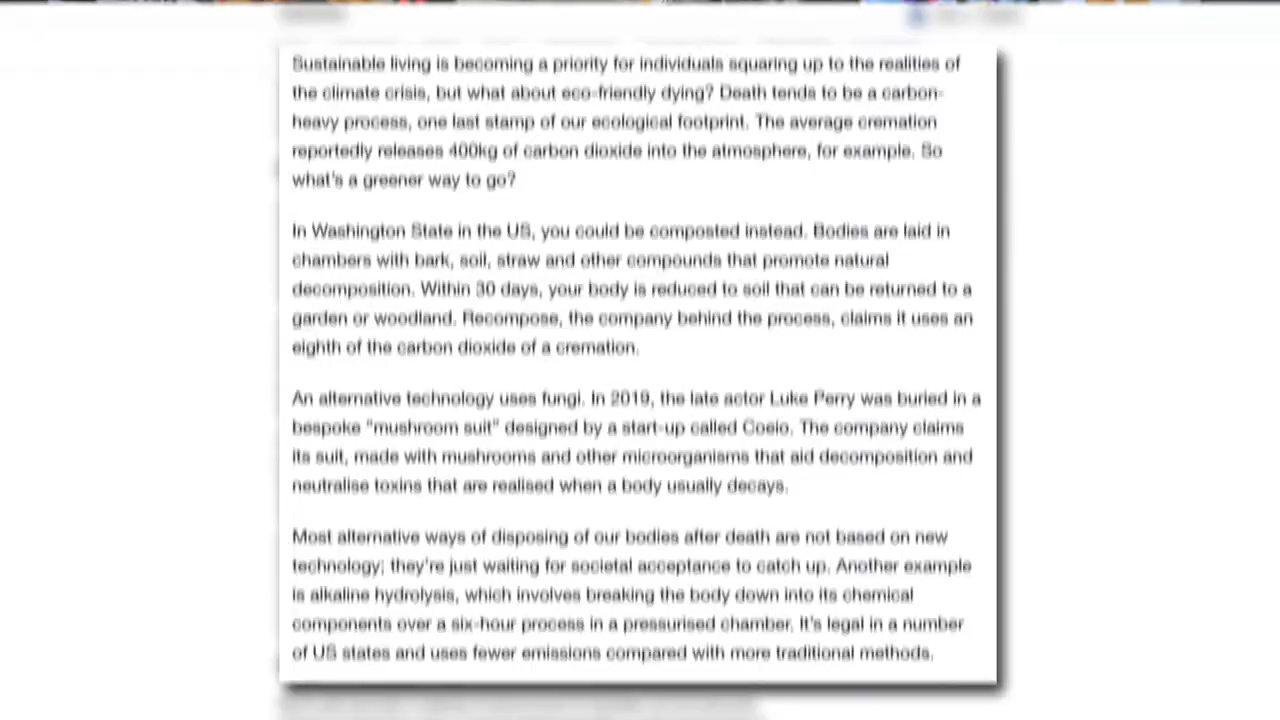 Sustainable living is becoming a priority for individuals squaring up to the realities of
the climate crisis, but what about eco-friendly dying? Death tends to be a carbon-
heavy process, one last stamp of our ecological footprint. The average cremation
reportedly releases 400kg of carbon dioxide into the atmosphere, for example. So
what's a greener way to go?
In Washington State in the US, you could be composted instead. Bodies are laid in
chambers with bark, soil, straw and other compounds that promote natural
decomposition. Within 30 days, your body is reduced to soil that can be returned to a
garden or woodland. Recompose, the company behind the process, claims it uses an
eighth of the carbon dioxide of a cremation.
An alternative technology uses fungi. In 2019, the late actor Luke Perry was buried in a
bespoke "mushroom suit" designed by a start-up called Coeio. The company claims
its suit, made with mushrooms and other microorganisms that aid decomposition and
neutralise toxins that are realised when a body usually decays.
Most alternative ways of disposing of our bodies after death are not based on new
technology; they're just waiting for societal acceptance to catch up. Another example
is alkaline hydrolysis, which involves breaking the body down into its chemical
components over a six-hour process in a pressurised chamber. It's legal in a number
of US states and uses fewer emissions compared with more traditional methods.